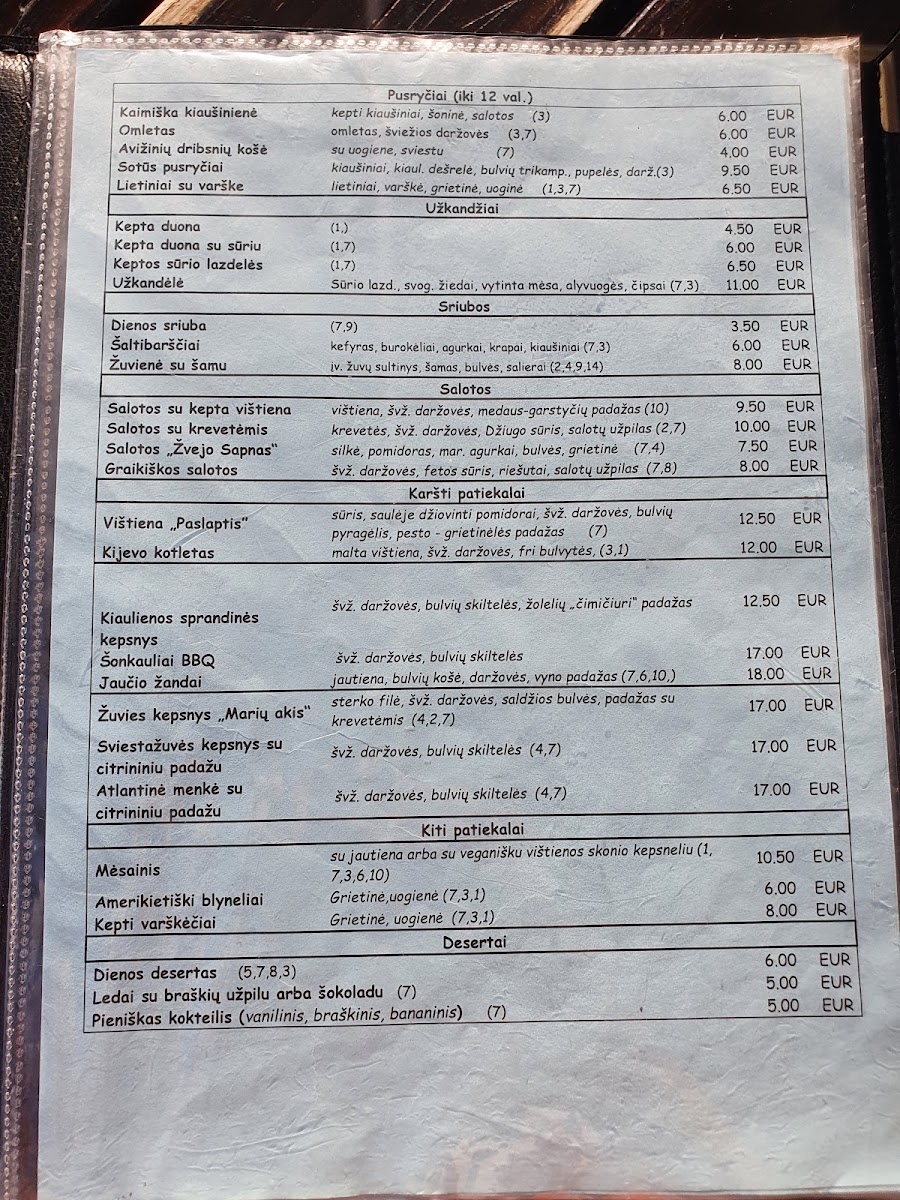 Pusryčiai (iki 12 val.)
Kaimiška kiaušinienė kepti kiaušiniai, šoninė, salotos (3) 6.00 EUR
Omletas omletas, šviežios daržovės (3,7) 6.00 EUR
Avižinių dribsnių košė su uogiene, sviestu (7) 4.00 EUR
Sotūs pusryčiai kiaušiniai, kiaul. dešrelė, bulvių trikamp., pupelės, darž.(3) 9.50 EUR
Lietiniai su varške lietiniai, varškė, grietinė, uoginė (1,3,7) 6.50 EUR
Užkandžiai
Kepta duona (1,) 4.50 EUR
Kepta duona su sūriu (1,7) 6.00 EUR
Keptos sūrio lazdelės (1,7) 6.50 EUR
Užkandėlė Sūrio lazd., svog. žiedai, vytinta mėsa, alyvuogės, čipsai (7,3) 11.00 EUR
Sriubos
Dienos sriuba (7,9) 3.50 EUR
Šaltibarščiai kefyras, burokėliai, agurkai, krapai, kiaušiniai (7,3) 6.00 EUR
Žuvienė su šamu įv. žuvų sultinys, šamas, bulvės, salierai (2,4,9,14) 8.00 EUR
Salotos
Salotos su kepta vištiena vištiena, švž. daržovės, medaus-garstyčių padažas (10) 9.50 EUR
Salotos su krevetėmis krevetės, švž. daržovės, Džiugo sūris, salotų užpilas (2,7) 10.00 EUR
Salotos „Žvejo Sapnas" silkė, pomidoras, mar. agurkai, bulvės, grietinė (7,4) 7.50 EUR
Graikiškos salotos švž. daržovės, fetos sūris, riešutai, salotų užpilas (7,8) 8.00 EUR
Karšti patiekalai
Vištiena „Paslaptis" sūris, saulėje džiovinti pomidorai, švž. daržovės, bulvių 12.50 EUR
pyragelis, pesto - grietinėlės padažas (7)
Kijevo kotletas malta vištiena, švž. daržovės, fri bulvytės, (3,1) 12.00 EUR
Kiaulienos sprandinės švž. daržovės, bulvių skiltelės, žolelių „čimičiuri" padažas 12.50 EUR
kepsnys
Šonkauliai BBQ švž. daržovės, bulvių skiltelės 17.00 EUR
Jaučio žandai jautiena, bulvių košė, daržovės, vyno padažas (7,6,10,) 18.00 EUR
Žuvies kepsnys „Marių akis" sterko filė, švž. daržovės, saldžios bulvės, padažas su 17.00 EUR
krevetėmis (4,2,7)
Sviestažuvės kepsnys su švž. daržovės, bulvių skiltelės (4,7) 17.00 EUR
citrininiu padažu
Atlantinė menkė su švž. daržovės, bulvių skiltelės (4,7) 17.00 EUR
citrininiu padažu
Kiti patiekalai
Mėsainis su jautiena arba su veganišku vištienos skonio kepsneliu (1, 10.50 EUR
7,3,6,10)
Amerikietiški blyneliai Grietinė,uogienė (7,3,1) 6.00 EUR
Kepti varškėčiai Grietinė, uogienė (7,3,1) 8.00 EUR
Desertai
Dienos desertas (5,7,8,3) 6.00 EUR
Ledai su braškių užpilu arba šokoladu (7) 5.00 EUR
Pieniškas kokteilis (vanilinis, braškinis, bananinis) (7) 5.00 EUR